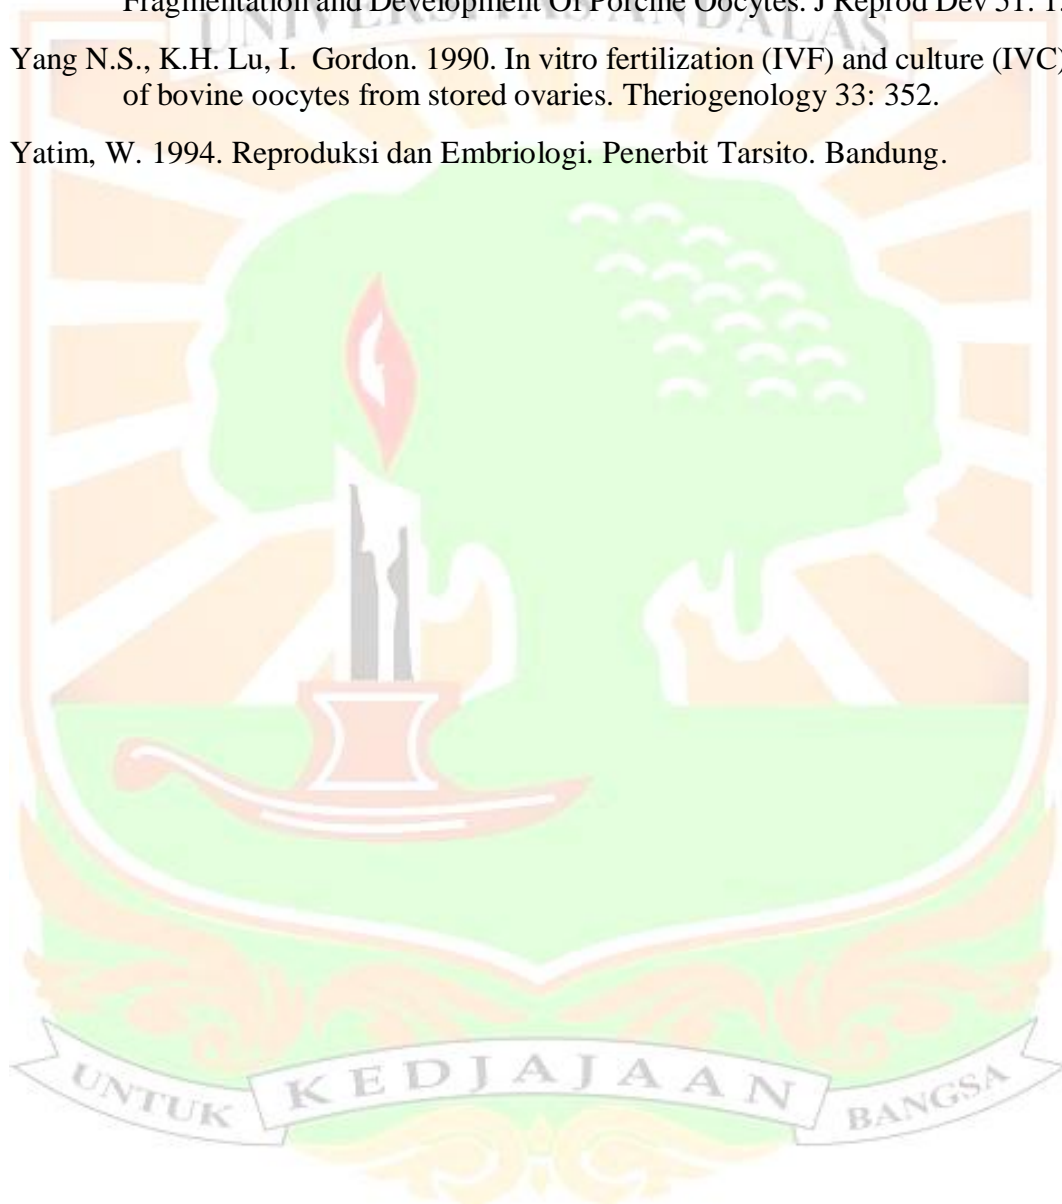 Fragmentation and Development Of Porcine Oocytes. J Reprod Dev 51:
UNIVERSITAS ANDALAS
Yang N.S., K.H. Lu, I. Gordon. 1990. In vitro fertilization (IVF) and culture (IVC)
of bovine oocytes from stored ovaries. Theriogenology 33: 352.
Yatim, W. 1994. Reproduksi dan Embriologi. Penerbit Tarsito. Bandung.
UNTUK KEDJAJAAN BANGSA